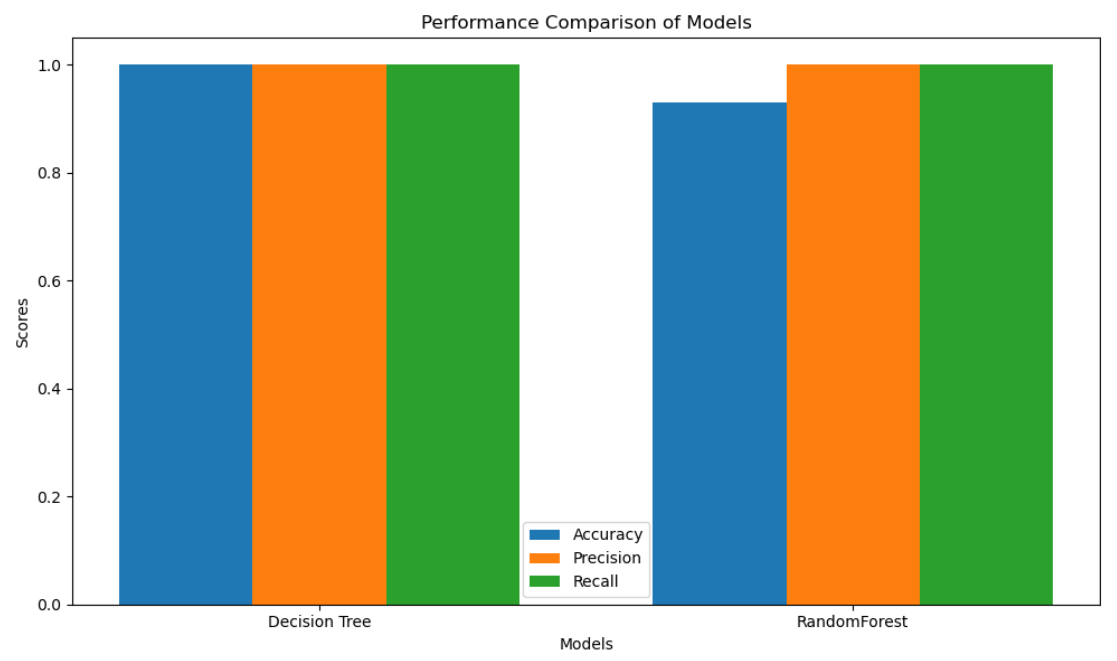 Performance Comparison of Models
1.0
0.8
0.6
0.4
0.2
0.0
Scores
Accuracy
Precision
Recall
Decision Tree
RandomForest
Models